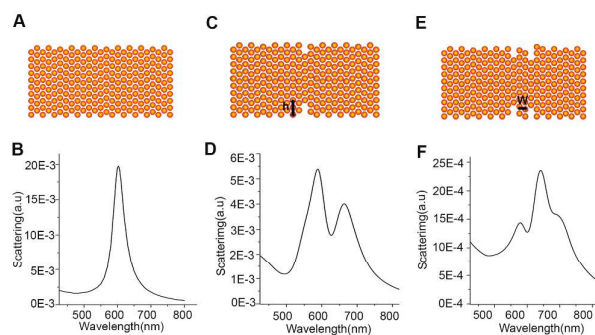 A
C
E
h
W
B
D
F
20E-3
15E-3
10E-3
5E-3
0E-3
Scattering(a.u)
500 600 700 800
Wavelength(nm)
6E-3
5E-3
4E-3
3E-3
2E-3
1E-3
0E-3
Scatterimg(a.u)
500 600 700 800
Wavelength(nm)
25E-4
20E-4
15E-4
10E-4
5E-4
0E-4
Scattering(a.u)
500 600 700 800
Wavelength(nm)